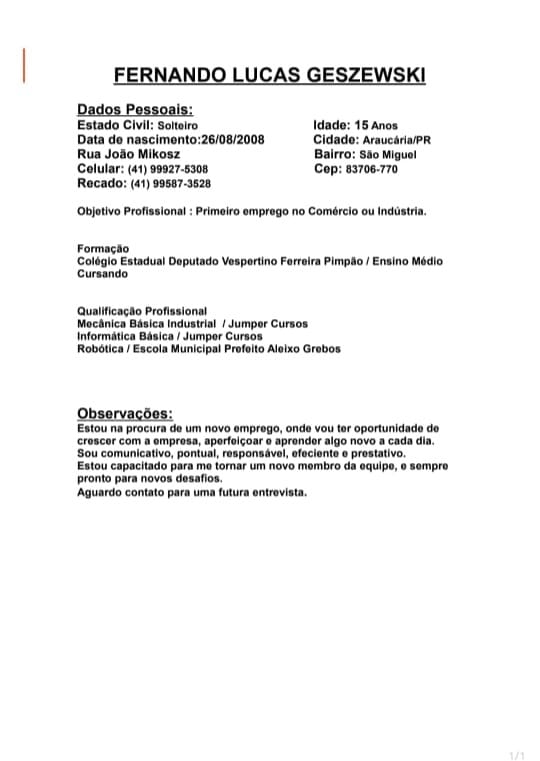 FERNANDO LUCAS GESZEWSKI
Dados Pessoais:
Estado Civil: Solteiro Idade: 15 Anos
Data de nascimento:26/08/2008 Cidade: Araucária/PR
Rua João Mikosz Bairro: São Miguel
Celular: (41) 99927-5308 Cep: 83706-770
Recado: (41) 99587-3528
Objetivo Profissional : Primeiro emprego no Comércio ou Indústria.
Formação
Colégio Estadual Deputado Vespertino Ferreira Pimpão / Ensino Médio
Cursando
Qualificação Profissional
Mecânica Básica Industrial / Jumper Cursos
Informática Básica / Jumper Cursos
Robótica / Escola Municipal Prefeito Aleixo Grebos
Observações:
Estou na procura de um novo emprego, onde vou ter oportunidade de
crescer com a empresa, aperfeiçoar e aprender algo novo a cada dia.
Sou comunicativo, pontual, responsável, efeciente e prestativo.
Estou capacitado para me tornar um novo membro da equipe, e sempre
pronto para novos desafios.
Aguardo contato para uma futura entrevista.
1/1